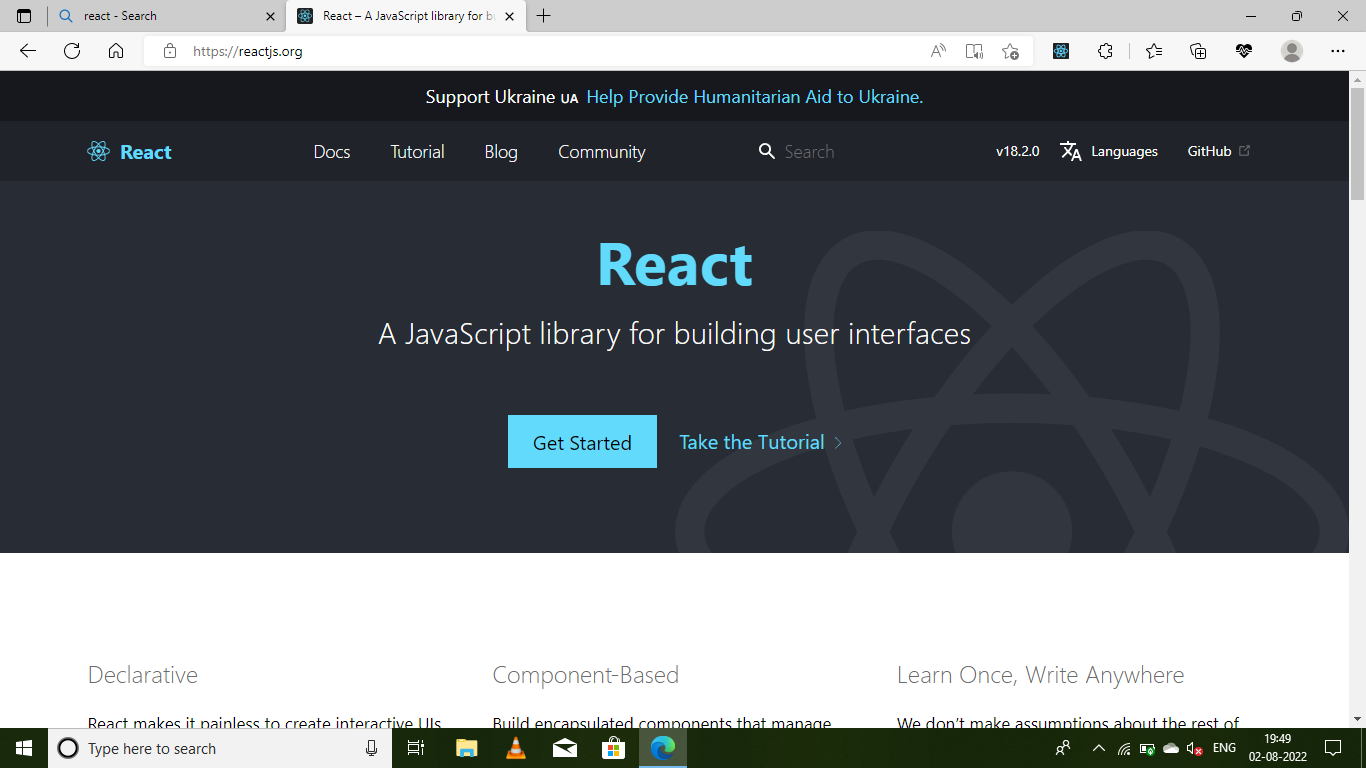 react - Search
React – A JavaScript library for bu
https://reactjs.org
Support Ukraine UA Help Provide Humanitarian Aid to Ukraine.
React
Docs
Tutorial
Blog
Community
Search
v18.2.0
Languages
GitHub
React
A JavaScript library for building user interfaces
Get Started
Take the Tutorial
Declarative
Component-Based
Learn Once, Write Anywhere
React makes it painless to create interactive UIs.
Build encapsulated components that manage
We don't make assumptions about the rest of
Type here to search
ENG
19:49
02-08-2022